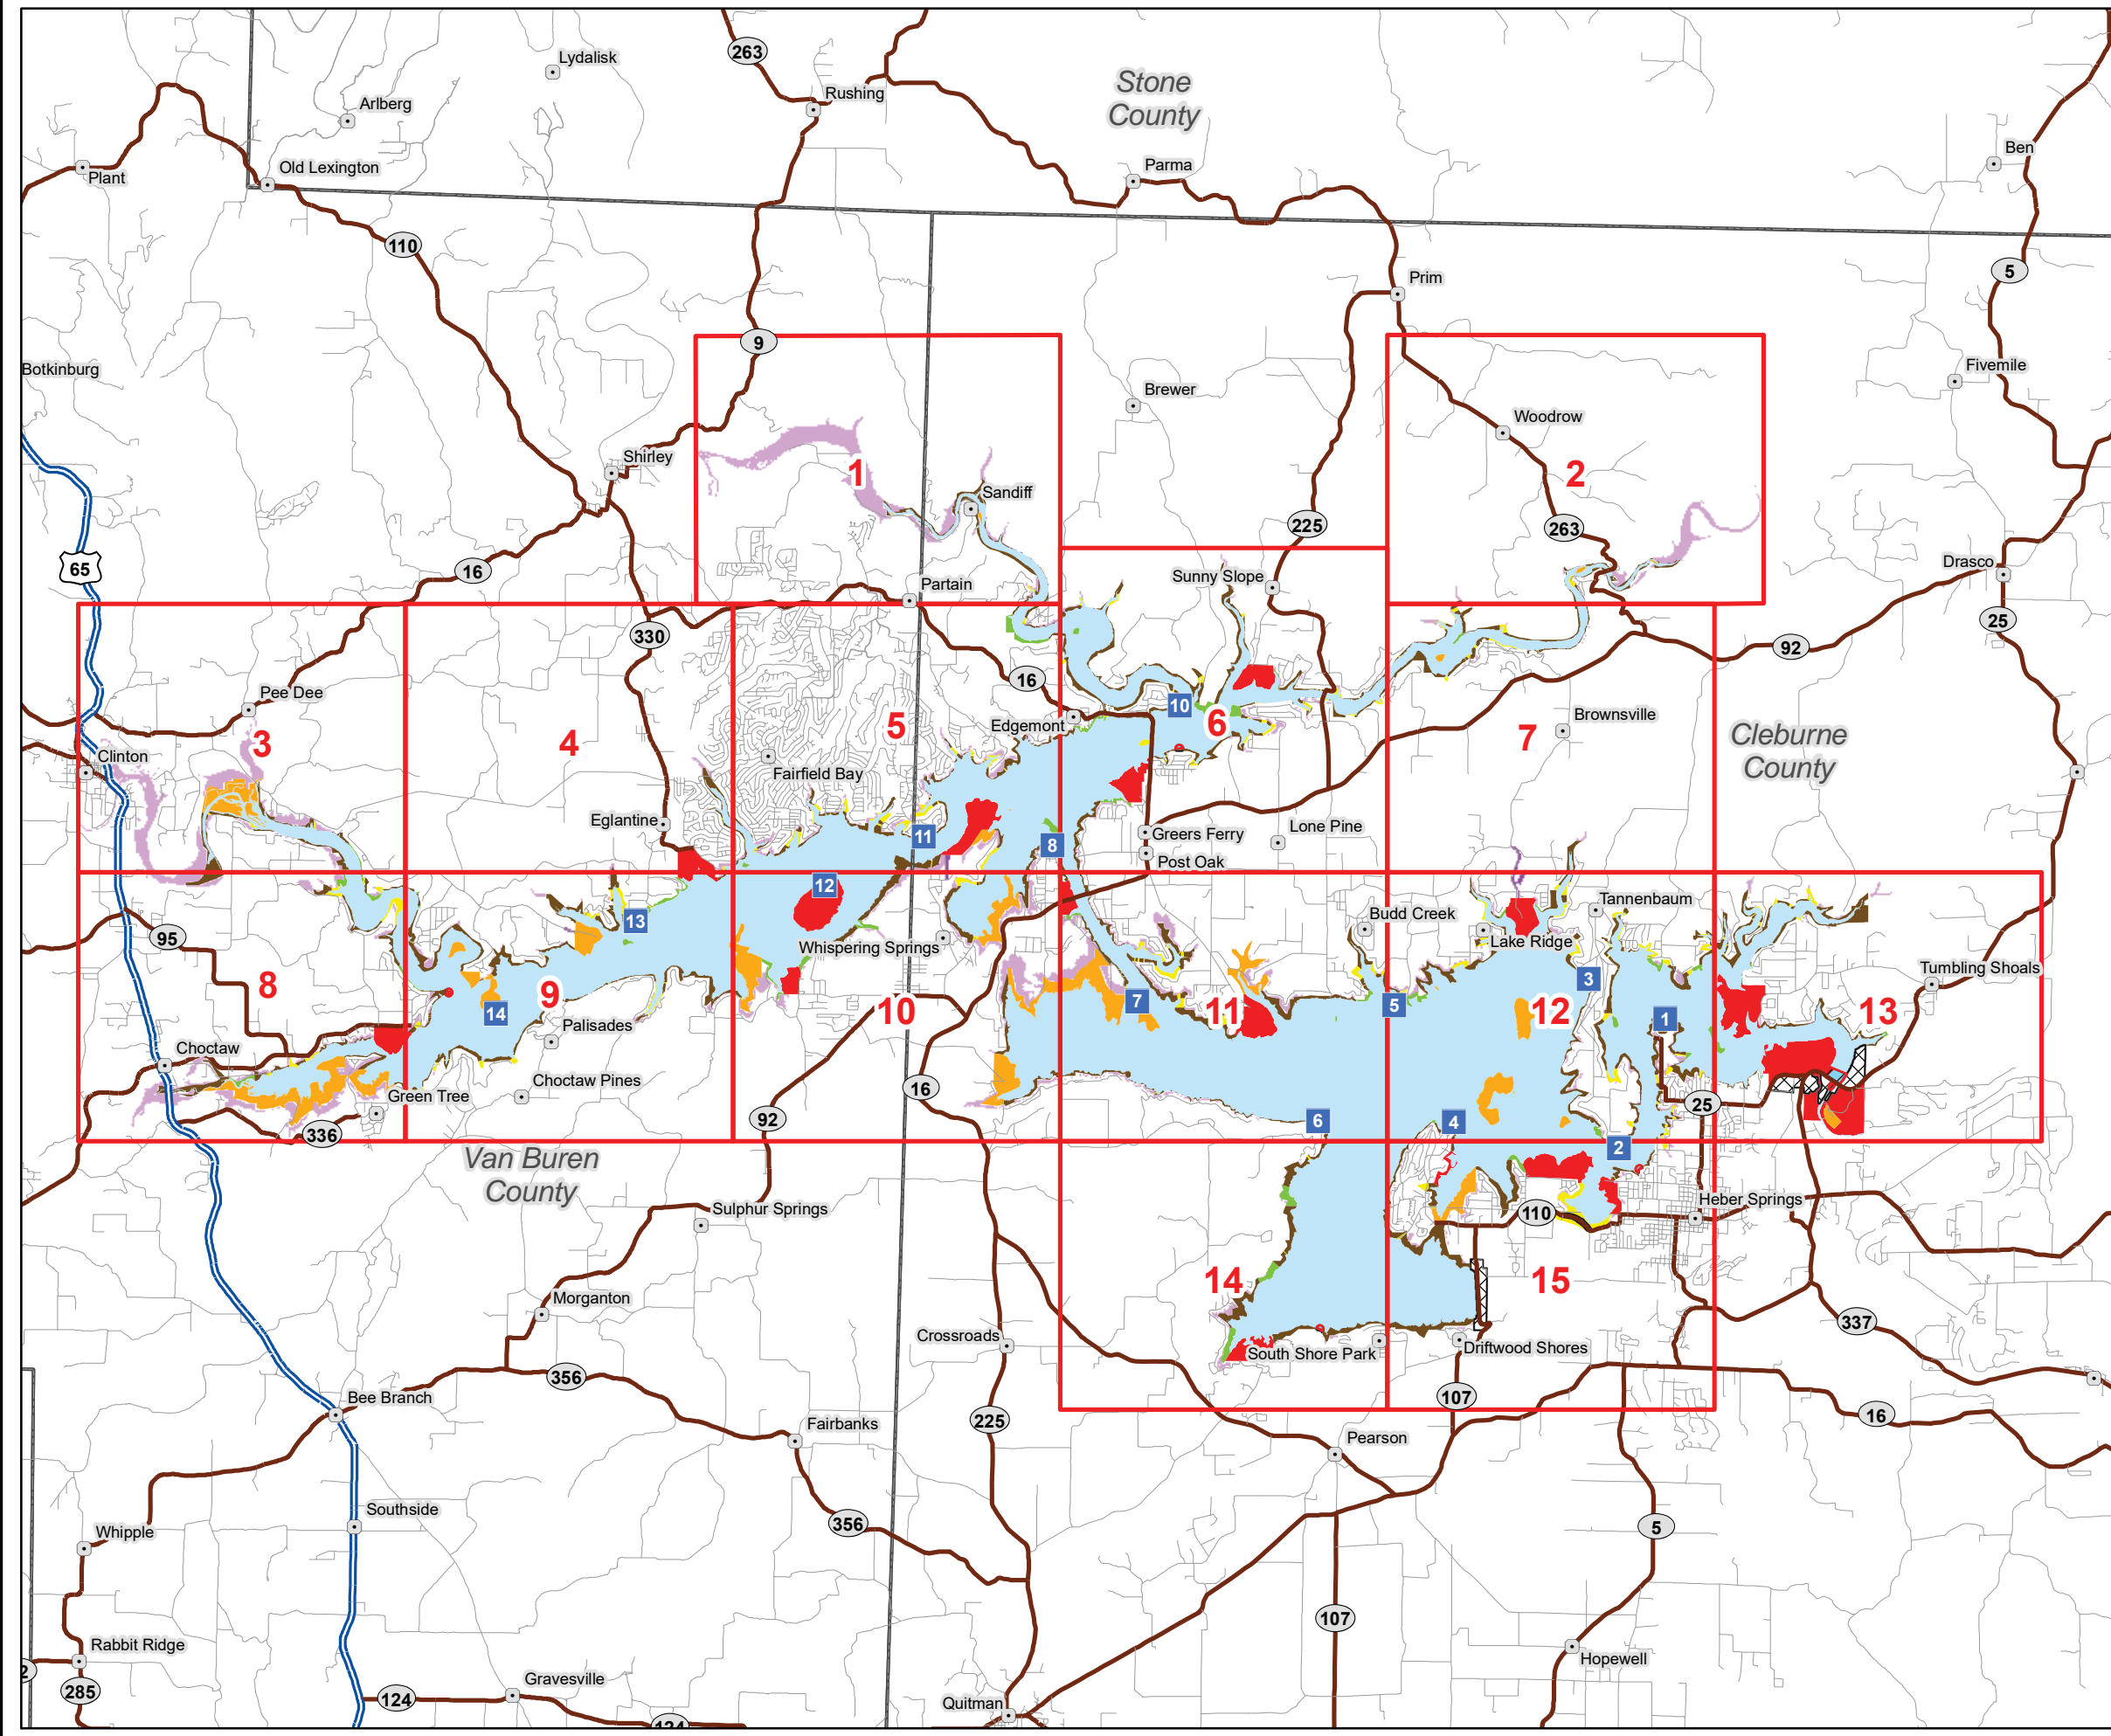 263
Lydalisk
Stone
County
Rushing
Arlberg
Ben
Plant
Old Lexington
Parma
110
5
Prim
9
Botkinburg
Fivemile
Brewer
Woodrow
Shirley
1
2
Sandiff
225
263
65
16
Partain
Sunny Slope
Drasco
330
25
92
16
Pee Dee
Edgemont
10
6
5
3
4
7
Brownsville
Cleburne
County
Clinton
Fairfield Bay
Eglantine
11
8
Greers Ferry
Lone Pine
Post Oak
12
13
Budd Creek
Tannenbaum
95
Whispering Springs
Lake Ridge
Tumbling Shoals
8
9
14
10
7
11
5
3
12
1
13
Palisades
Choctaw
Choctaw Pines
Green Tree
16
25
92
336
6
4
2
Van Buren
County
Sulphur Springs
Heber Springs
110
14
15
Morganton
337
Crossroads
South Shore Park
Driftwood Shores
356
107
Bee Branch
225
16
Fairbanks
Pearson
Southside
356
5
Whipple
107
Rabbit Ridge
Hopewell
2
285
Gravesville
124
Quitman
124